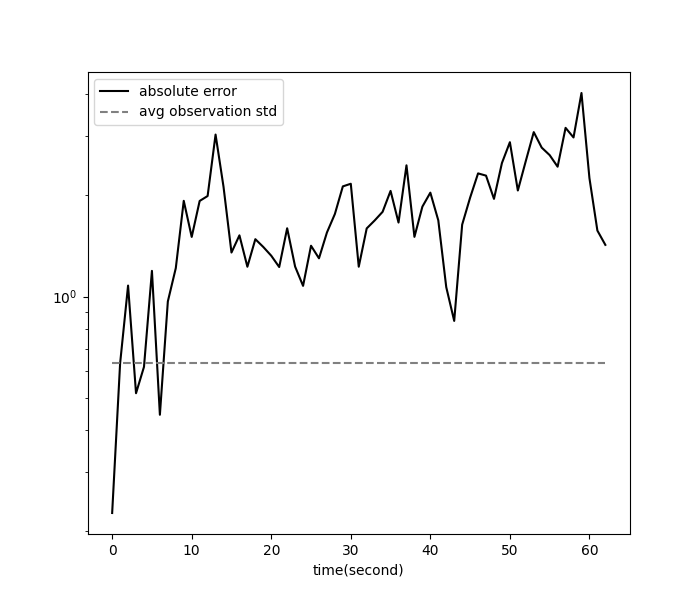 absolute error
avg observation std
10⁰
0 10 20 30 40 50 60
time(second)